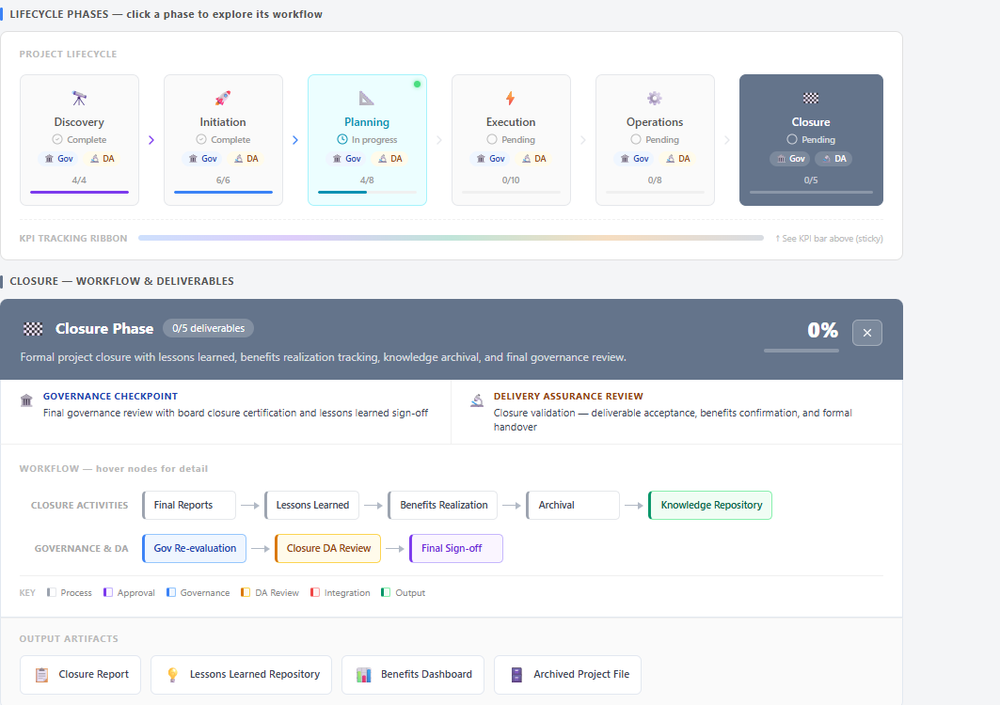 LIFECYCLE PHASES — click a phase to explore its workflow
PROJECT LIFECYCLE
Discovery
Complete
Gov DA
4/4
Initiation
Complete
Gov DA
6/6
Planning
In progress
Gov DA
4/8
Execution
Pending
Gov DA
0/10
Operations
Pending
Gov DA
0/8
Closure
Pending
Gov DA
0/5
KPI TRACKING RIBBON
↑ See KPI bar above (sticky)
CLOSURE — WORKFLOW & DELIVERABLES
Closure Phase 0/5 deliverables
0%
Formal project closure with lessons learned, benefits realization tracking, knowledge archival, and final governance review.
GOVERNANCE CHECKPOINT
Final governance review with board closure certification and lessons learned sign-off
DELIVERY ASSURANCE REVIEW
Closure validation — deliverable acceptance, benefits confirmation, and formal
handover
WORKFLOW — hover nodes for detail
CLOSURE ACTIVITIES Final Reports Lessons Learned Benefits Realization Archival Knowledge Repository
GOVERNANCE & DA Gov Re-evaluation Closure DA Review Final Sign-off
KEY Process Approval Governance DA Review Integration Output
OUTPUT ARTIFACTS
Closure Report Lessons Learned Repository Benefits Dashboard Archived Project File